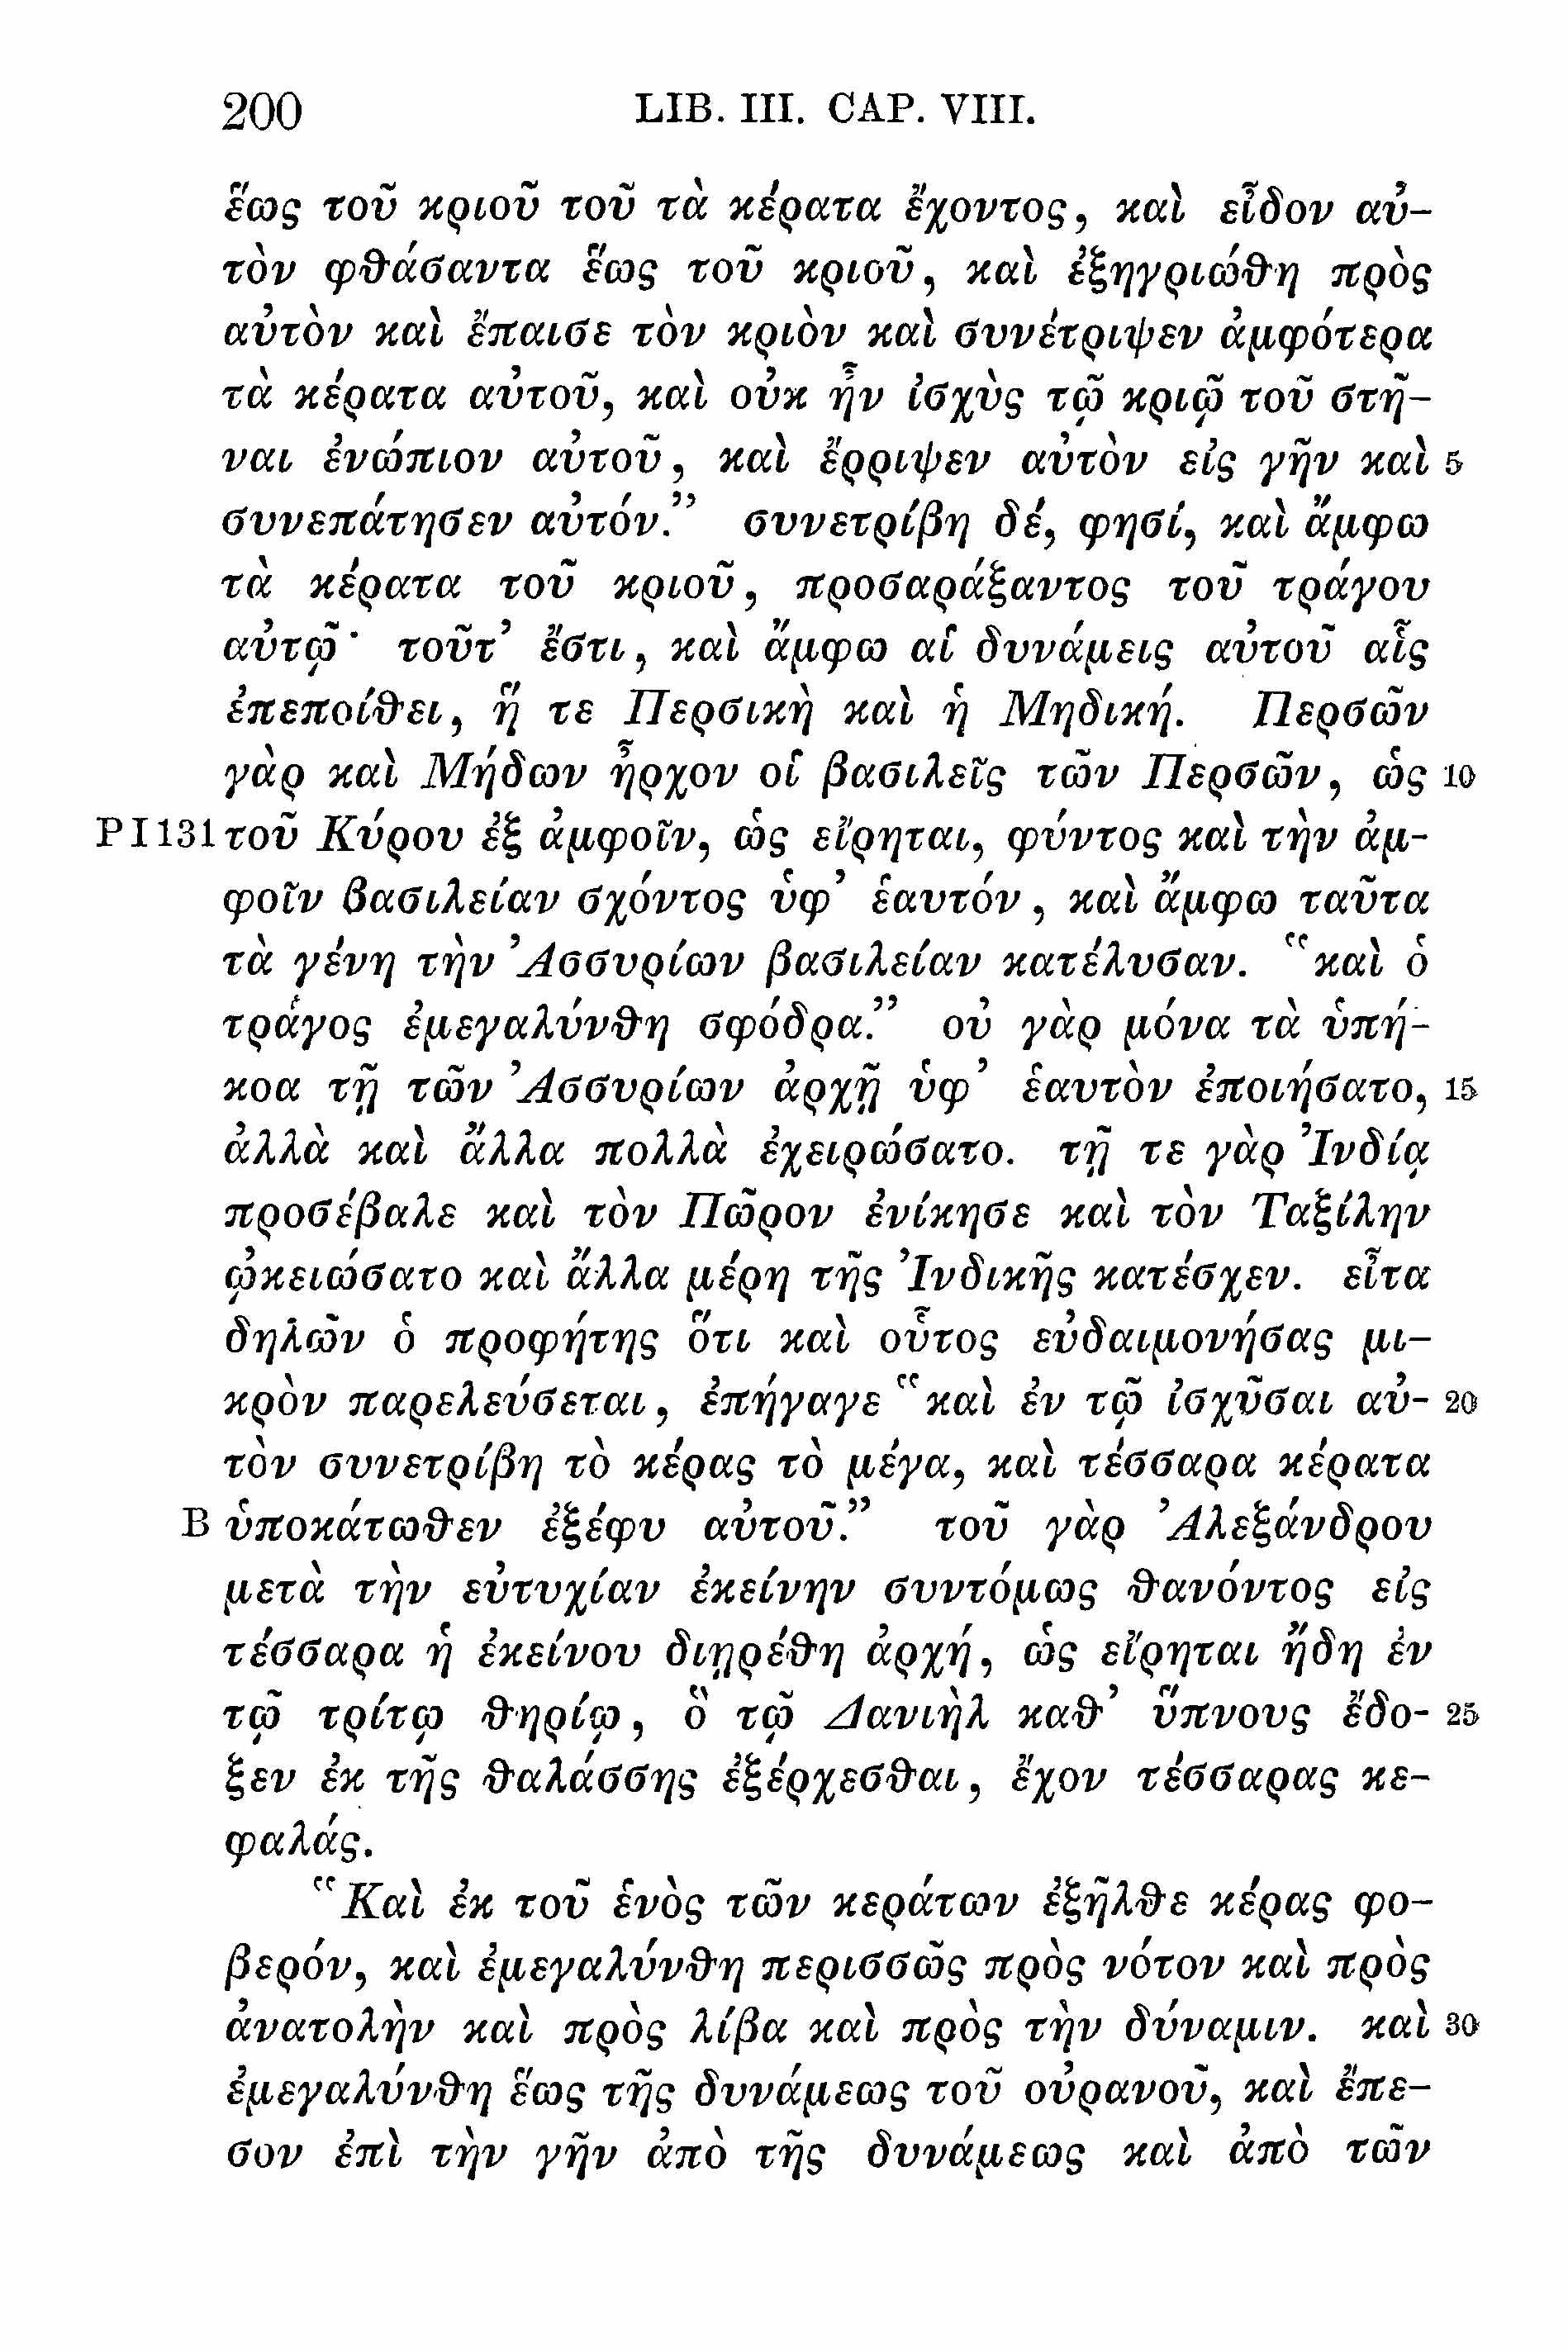 200 LIB. III. CAP. VIII.
ἕως τοῦ κριοῦ τοῦ τὰ κέρατα ἔχοντος, καὶ εἶδον αὐ-
τὸν φθάσαντα ἕως τοῦ κριοῦ, καὶ ἐξηγριώθη πρὸς
αὐτὸν καὶ ἔπαισε τὸν κριὸν καὶ συνέτριψεν ἀμφότερα
τὰ κέρατα αὐτοῦ, καὶ οὐκ ἦν ἰσχὺς τῷ κριῷ τοῦ στῆ-
ναι ἐνώπιον αὐτοῦ, καὶ ἔρριψεν αὐτὸν εἰς γῆν καὶ 5
συνεπάτησεν αὐτόν.” συνετρίβη δέ, φησί, καὶ ἄμφω
τὰ κέρατα τοῦ κριοῦ, προσαράξαντος τοῦ τράγου
αὐτῷ· τοῦτ’ ἔστι, καὶ ἄμφω αἱ δυνάμεις αὐτοῦ αἷς
ἐπεποίθει, ἥ τε Περσικὴ καὶ ἡ Μηδική. Περσῶν
γὰρ καὶ Μήδων ἦρχον οἱ βασιλεῖς τῶν Περσῶν, ὡς 10
P I 131 τοῦ Κύρου ἐξ ἀμφοῖν, ὡς εἴρηται, φύντος καὶ τὴν ἀμ-
φοῖν βασιλείαν σχόντος ὑφ’ ἑαυτόν, καὶ ἄμφω ταῦτα
τὰ γένη τὴν Ἀσσυρίων βασιλείαν κατέλυσαν. “καὶ ὁ
τράγος ἐμεγαλύνθη σφόδρα.” οὐ γὰρ μόνα τὰ ὑπή-
κοα τῇ τῶν Ἀσσυρίων ἀρχῇ ὑφ’ ἑαυτὸν ἐποιήσατο, 15
ἀλλὰ καὶ ἄλλα πολλὰ ἐχειρώσατο. τῇ τε γὰρ Ἰνδίᾳ
προσέβαλε καὶ τὸν Πῶρον ἐνίκησε καὶ τὸν Ταξίλην
ᾠκειώσατο καὶ ἄλλα μέρη τῆς Ἰνδικῆς κατέσχεν. εἶτα
δηλῶν ὁ προφήτης ὅτι καὶ οὗτος εὐδαιμονήσας μι-
κρὸν παρελεύσεται, ἐπήγαγε “καὶ ἐν τῷ ἰσχῦσαι αὐ- 20
τὸν συνετρίβη τὸ κέρας τὸ μέγα, καὶ τέσσαρα κέρατα
B ὑποκάτωθεν ἐξέφυ αὐτοῦ.” τοῦ γὰρ Ἀλεξάνδρου
μετὰ τὴν εὐτυχίαν ἐκείνην συντόμως θανόντος εἰς
τέσσαρα ἡ ἐκείνου διῃρέθη ἀρχή, ὡς εἴρηται ἤδη ἐν
τῷ τρίτῳ θηρίῳ, ὃ τῷ Δανιὴλ καθ’ ὕπνους ἔδο- 25
ξεν ἐκ τῆς θαλάσσης ἐξέρχεσθαι, ἔχον τέσσαρας κε-
φαλάς.
“Καὶ ἐκ τοῦ ἑνὸς τῶν κεράτων ἐξῆλθε κέρας φο-
βερόν, καὶ ἐμεγαλύνθη περισσῶς πρὸς νότον καὶ πρὸς
ἀνατολὴν καὶ πρὸς λίβα καὶ πρὸς τὴν δύναμιν. καὶ 30
ἐμεγαλύνθη ἕως τῆς δυνάμεως τοῦ οὐρανοῦ, καὶ ἔπε-
σον ἐπὶ τὴν γῆν ἀπὸ τῆς δυνάμεως καὶ ἀπὸ τῶν